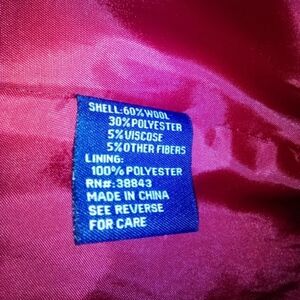 SHELL:60% WOOL
30% POLYESTER
5% VISCOSE
5% OTHER FIBERS
LINING:
100% POLYESTER
RN#:38843
MADE IN CHINA
SEE REVERSE
FOR CARE